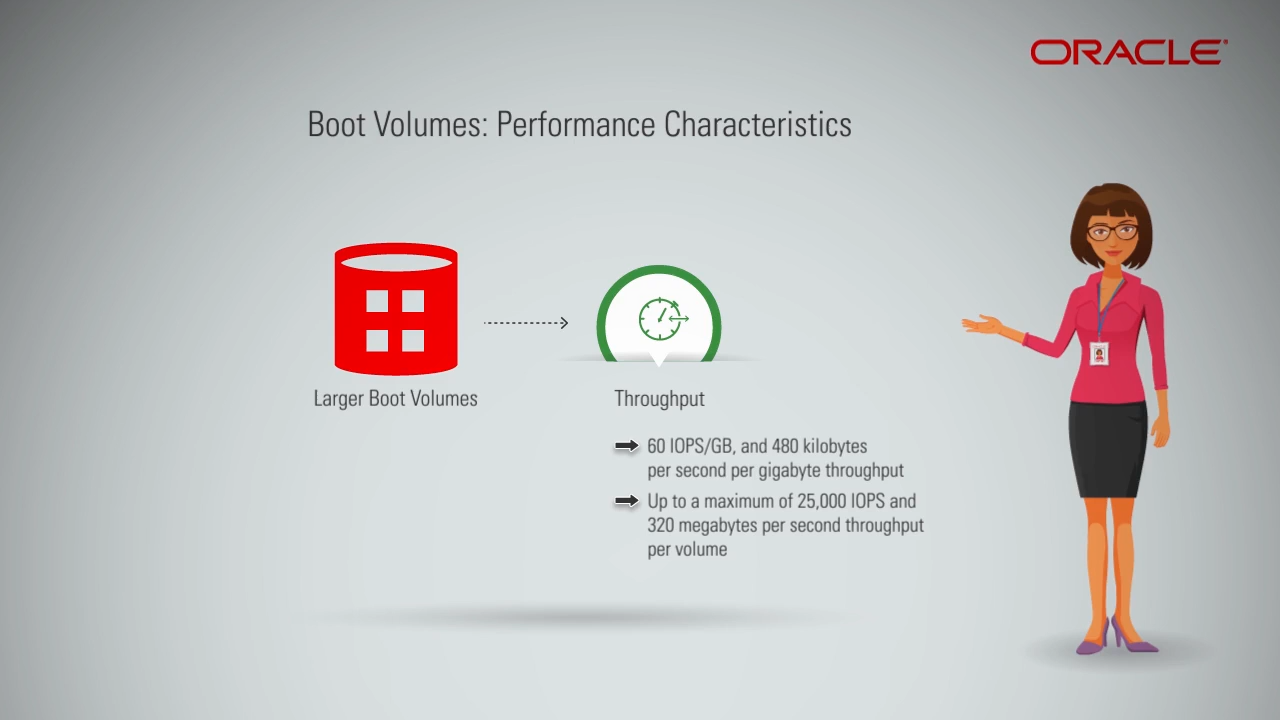 ORACLE
Boot Volumes: Performance Characteristics
Larger Boot Volumes
Throughput
60 IOPS/GB, and 480 kilobytes
per second per gigabyte throughput
Up to a maximum of 25,000 IOPS and
320 megabytes per second throughput
per volume